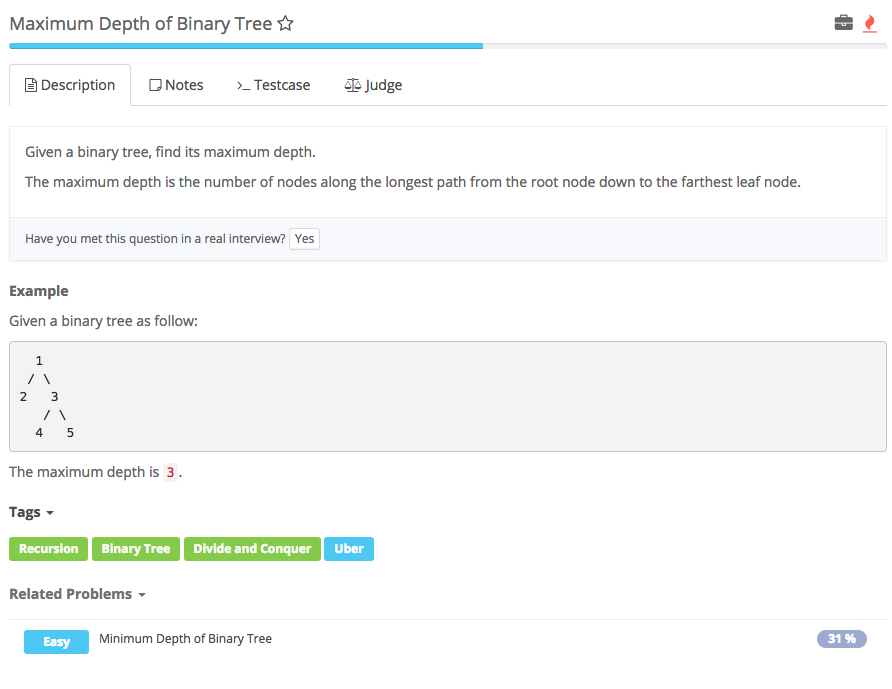 Maximum Depth of Binary Tree
Description Notes >_ Testcase Judge
Given a binary tree, find its maximum depth.
The maximum depth is the number of nodes along the longest path from the root node down to the farthest leaf node.
Have you met this question in a real interview? Yes
Example
Given a binary tree as follow:
1
/ \
2 3
/ \
4 5
The maximum depth is 3.
Tags
Recursion Binary Tree Divide and Conquer Uber
Related Problems
Easy Minimum Depth of Binary Tree 31 %